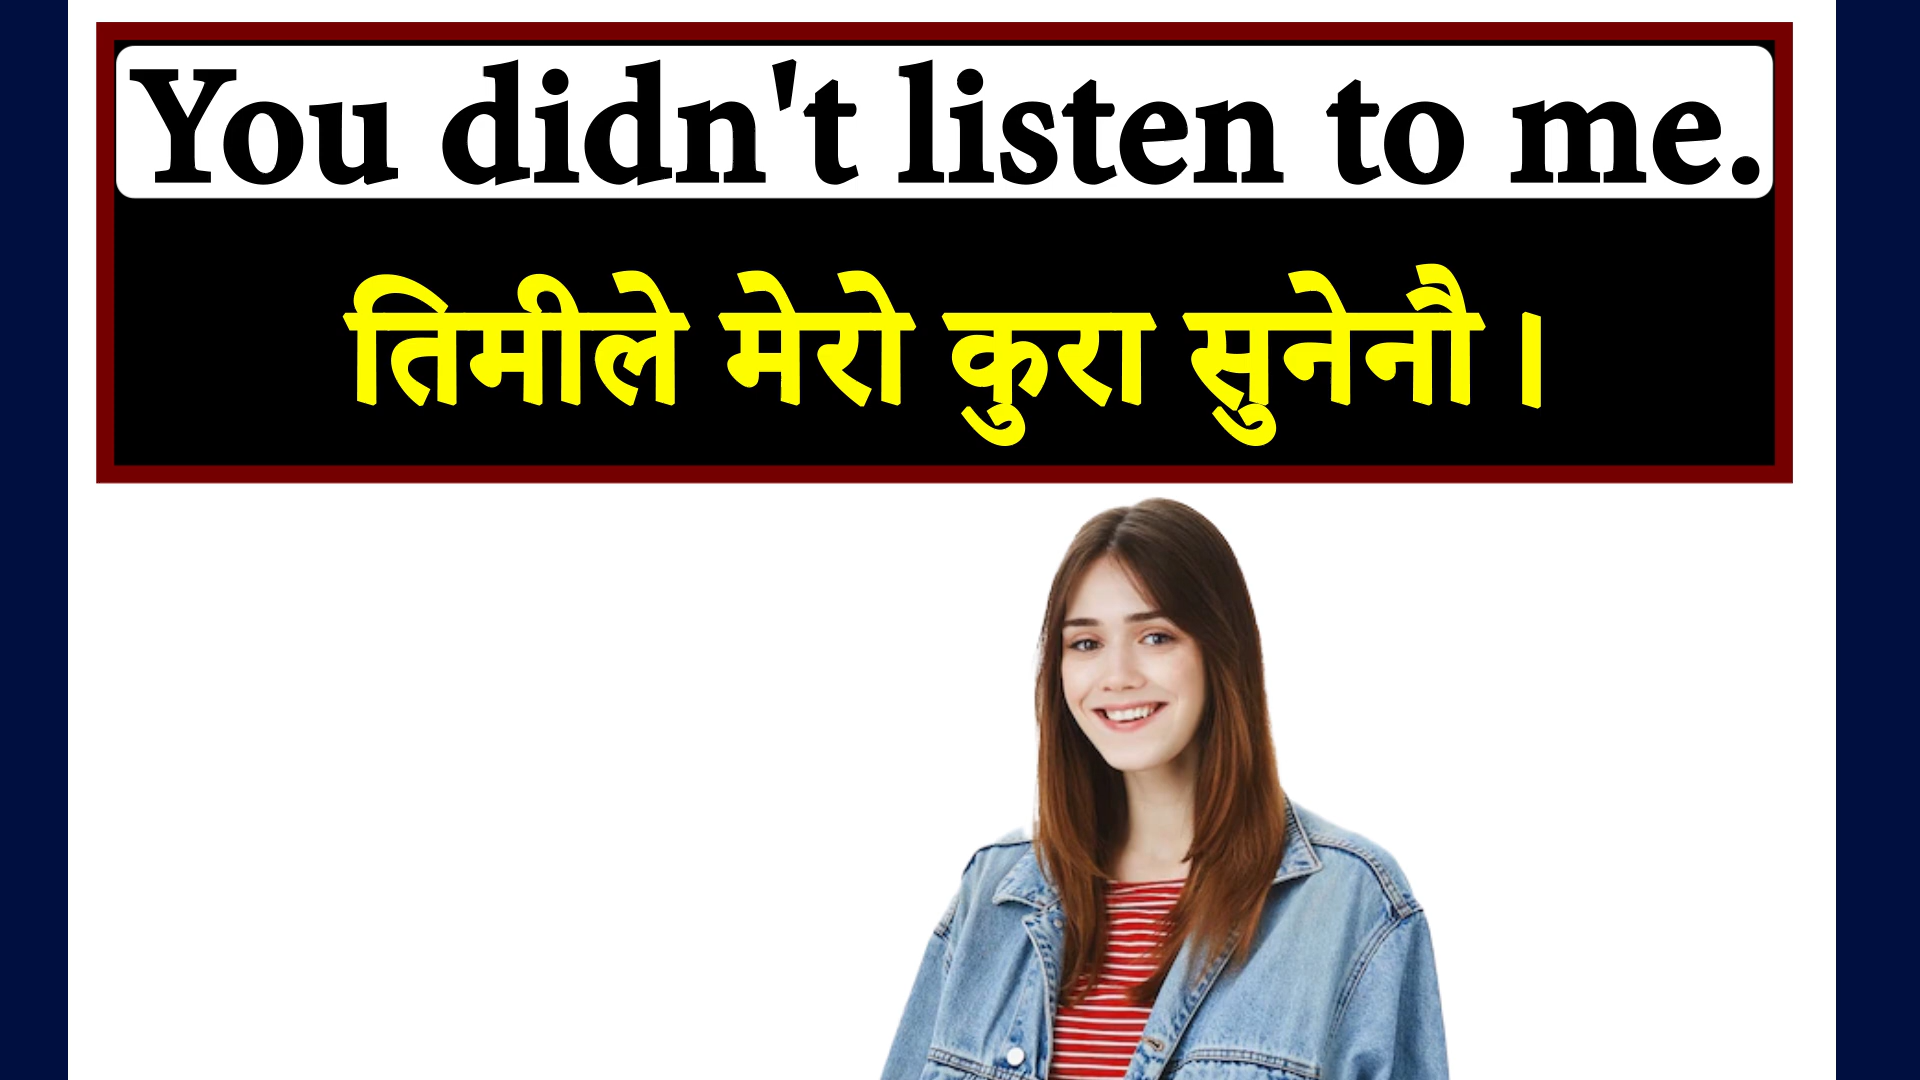 You didn't listen to me.
तिमीले मेरो कुरा सुनेनौ ।